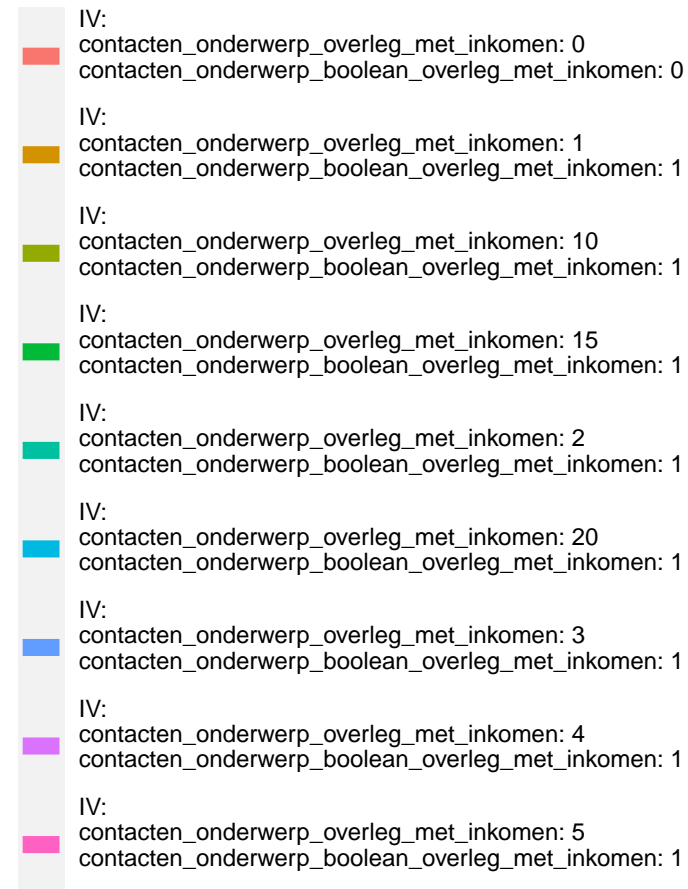 IV:
contacten_onderwerp_overleg_met_inkomen: 0
contacten_onderwerp_boolean_overleg_met_inkomen: 0
IV:
contacten_onderwerp_overleg_met_inkomen: 1
contacten_onderwerp_boolean_overleg_met_inkomen: 1
IV:
contacten_onderwerp_overleg_met_inkomen: 10
contacten_onderwerp_boolean_overleg_met_inkomen: 1
IV:
contacten_onderwerp_overleg_met_inkomen: 15
contacten_onderwerp_boolean_overleg_met_inkomen: 1
IV:
contacten_onderwerp_overleg_met_inkomen: 2
contacten_onderwerp_boolean_overleg_met_inkomen: 1
IV:
contacten_onderwerp_overleg_met_inkomen: 20
contacten_onderwerp_boolean_overleg_met_inkomen: 1
IV:
contacten_onderwerp_overleg_met_inkomen: 3
contacten_onderwerp_boolean_overleg_met_inkomen: 1
IV:
contacten_onderwerp_overleg_met_inkomen: 4
contacten_onderwerp_boolean_overleg_met_inkomen: 1
IV:
contacten_onderwerp_overleg_met_inkomen: 5
contacten_onderwerp_boolean_overleg_met_inkomen: 1